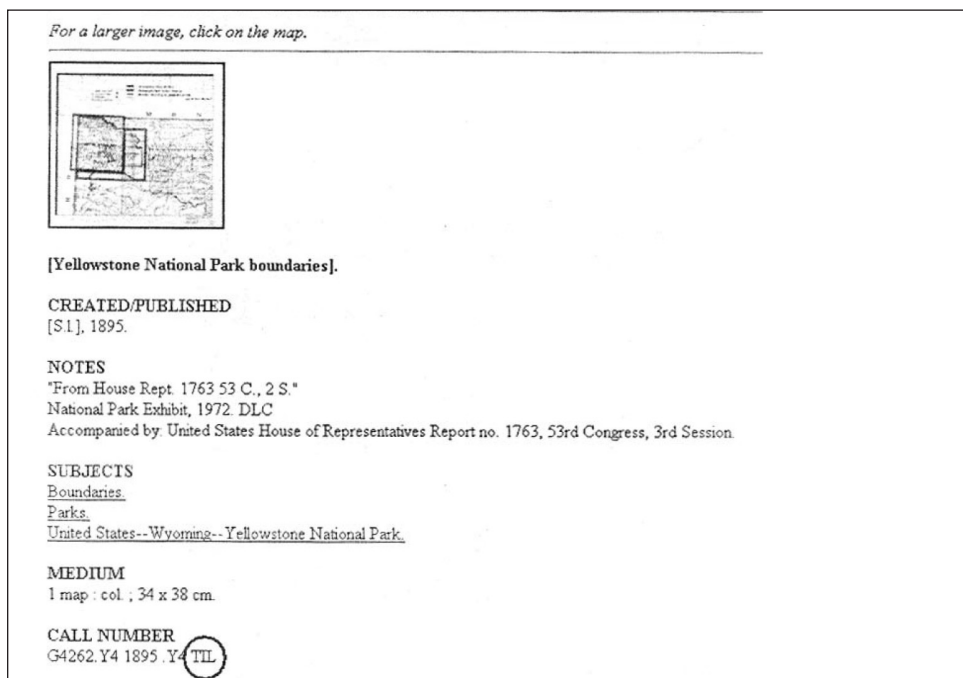 For a larger image, click on the map.
[Yellowstone National Park boundaries].
CREATED/PUBLISHED
[S.l.], 1895.
NOTES
"From House Rept. 1763 53 C., 2 S."
National Park Exhibit, 1972. DLC
Accompanied by: United States House of Representatives Report no. 1763, 53rd Congress, 3rd Session.
SUBJECTS
Boundaries.
Parks.
United States--Wyoming--Yellowstone National Park.
MEDIUM
1 map : col. ; 34 x 38 cm.
CALL NUMBER
G4262.Y4 1895 .Y4 TIL